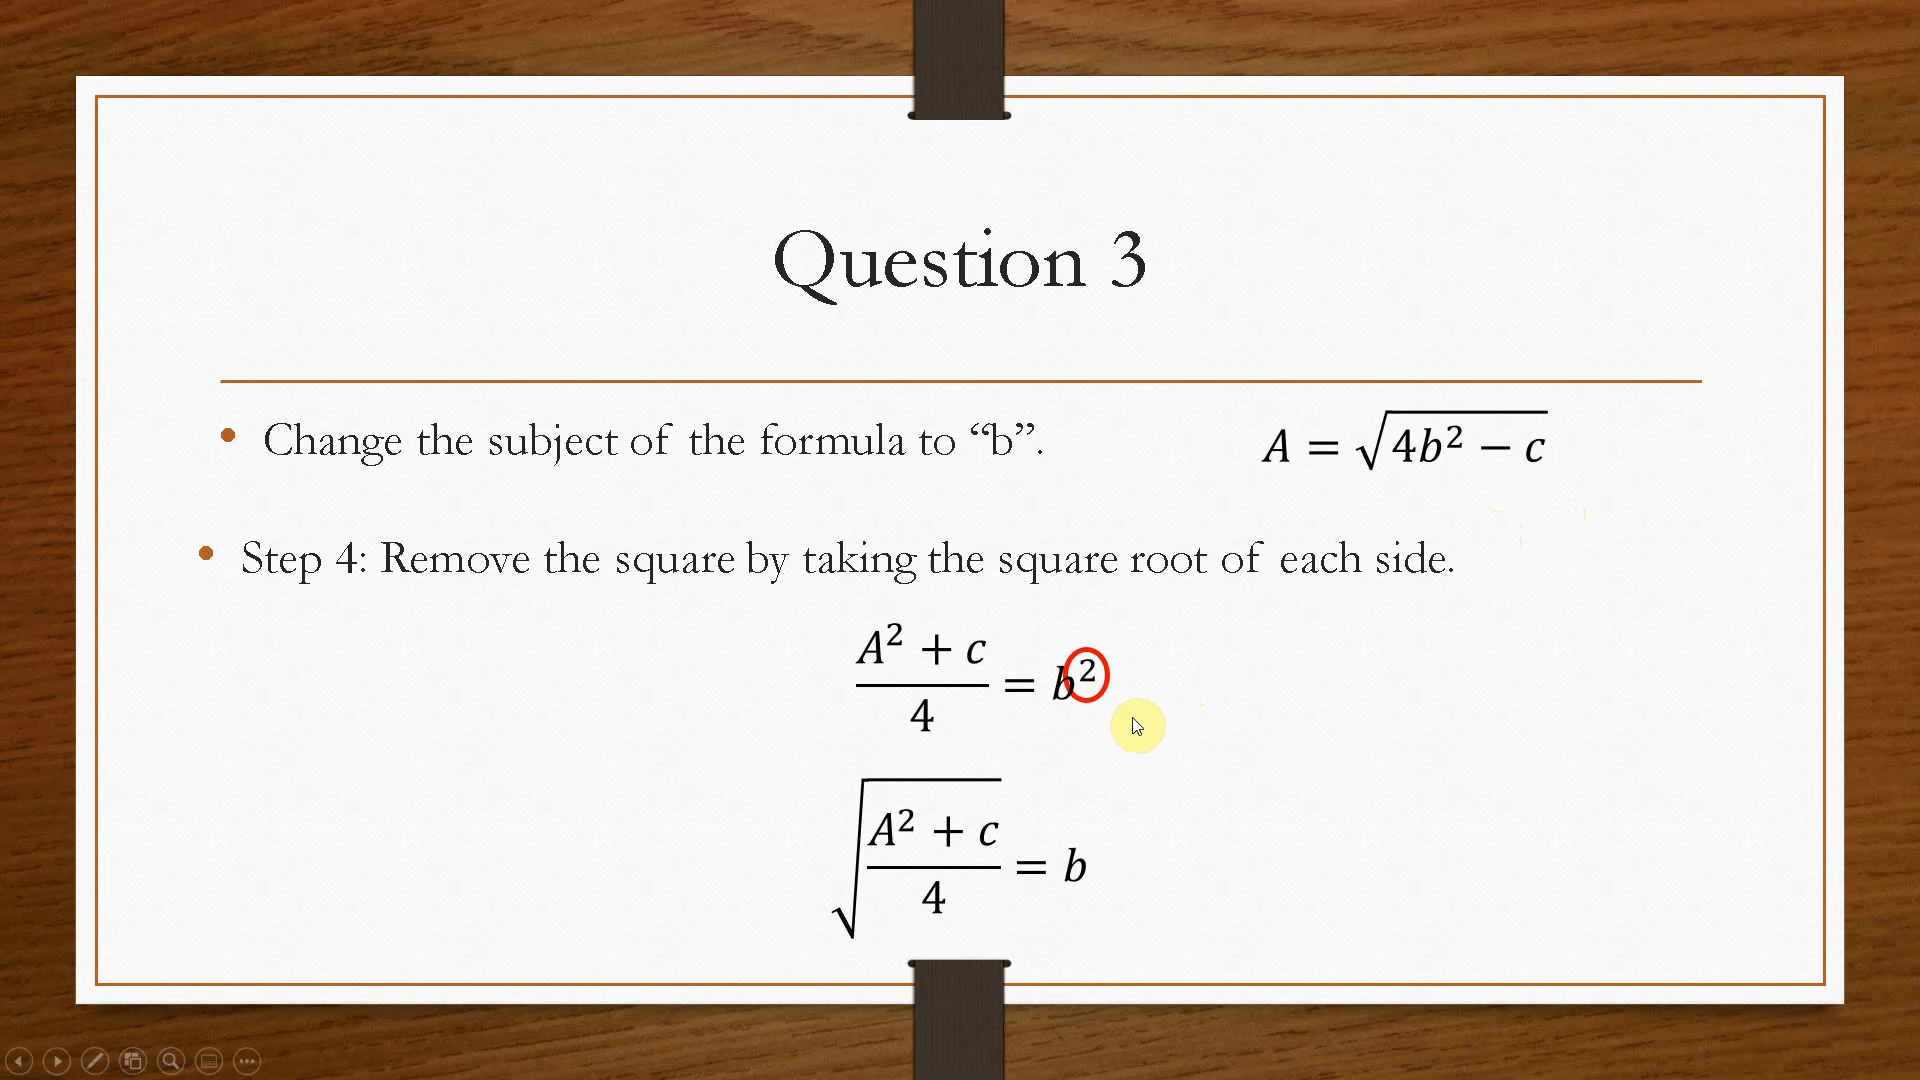 Question 3
• Change the subject of the formula to “b”.
A = √(4b² − c)
• Step 4: Remove the square by taking the square root of each side.
(A² + c)/4 = b²
√((A² + c)/4) = b